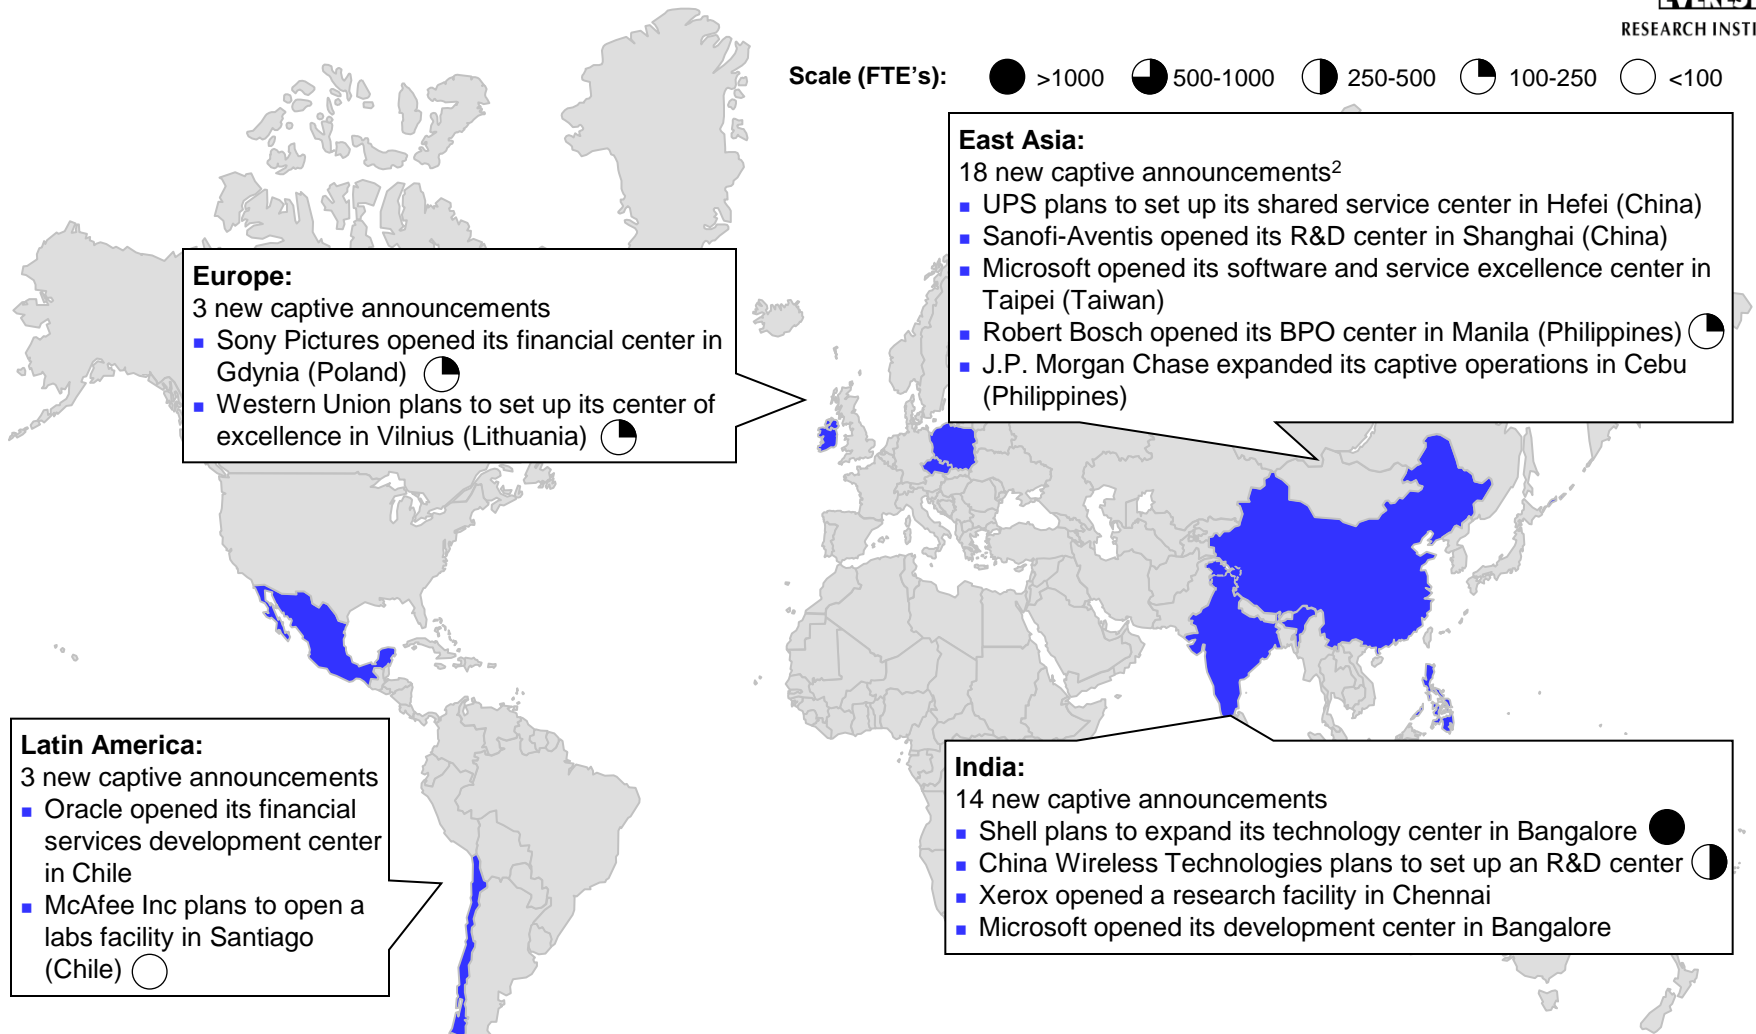 RESEARCH INSTI
Scale (FTE's): >1000 500-1000 250-500 100-250 <100
East Asia:
18 new captive announcements2
UPS plans to set up its shared service center in Hefei (China)
Sanofi-Aventis opened its R&D center in Shanghai (China)
Microsoft opened its software and service excellence center in
Taipei (Taiwan)
Robert Bosch opened its BPO center in Manila (Philippines)
J.P. Morgan Chase expanded its captive operations in Cebu
(Philippines)
Europe:
3 new captive announcements
Sony Pictures opened its financial center in
Gdynia (Poland)
Western Union plans to set up its center of
excellence in Vilnius (Lithuania)
Latin America:
3 new captive announcements
Oracle opened its financial
services development center
in Chile
McAfee Inc plans to open a
labs facility in Santiago
(Chile)
India:
14 new captive announcements
Shell plans to expand its technology center in Bangalore
China Wireless Technologies plans to set up an R&D center
Xerox opened a research facility in Chennai
Microsoft opened its development center in Bangalore